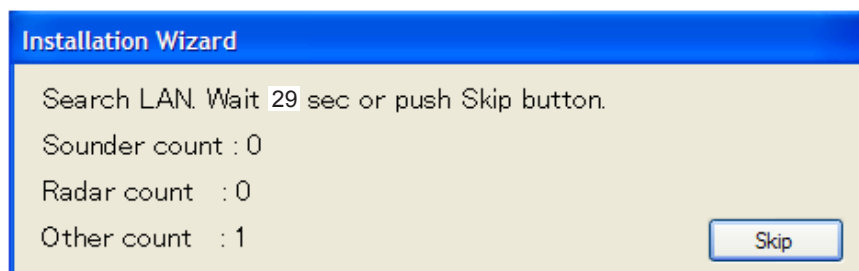 Installation Wizard
Search LAN. Wait 29 sec or push Skip button.
Sounder count : 0
Radar count : 0
Other count : 1
Skip